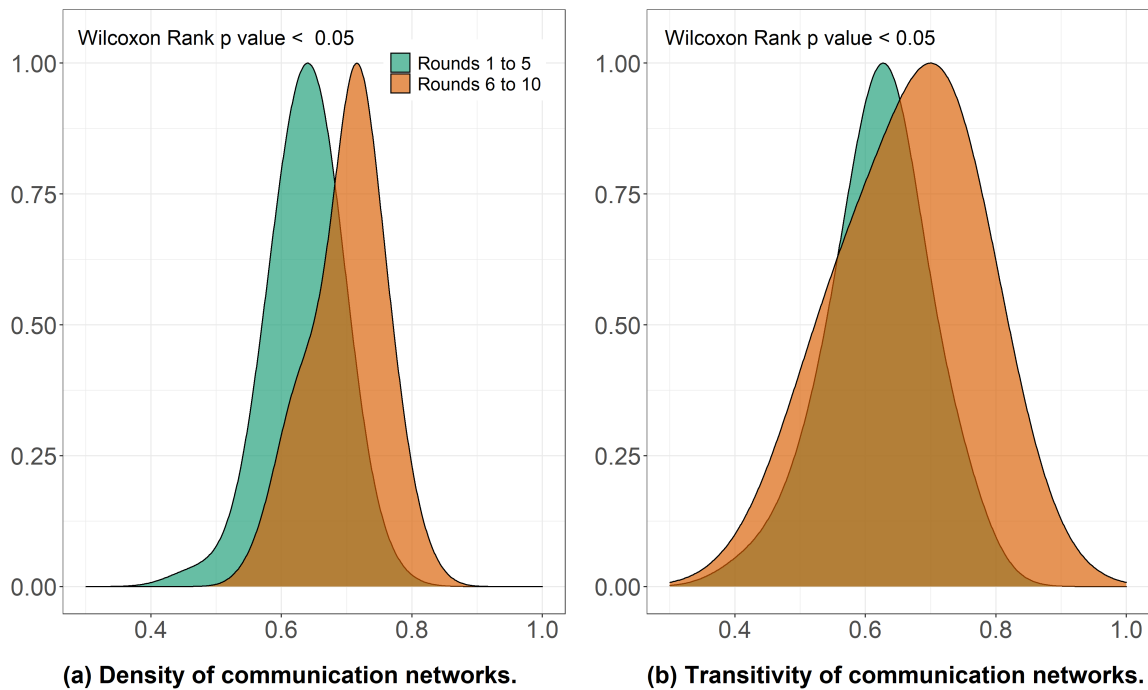 Wilcoxon Rank p value <  0.05
Rounds 1 to 5
Rounds 6 to 10
1.00
0.75
0.50
0.25
0.00
0.4 0.6 0.8 1.0
(a) Density of communication networks.
Wilcoxon Rank p value < 0.05
1.00
0.75
0.50
0.25
0.00
0.4 0.6 0.8 1.0
(b) Transitivity of communication networks.